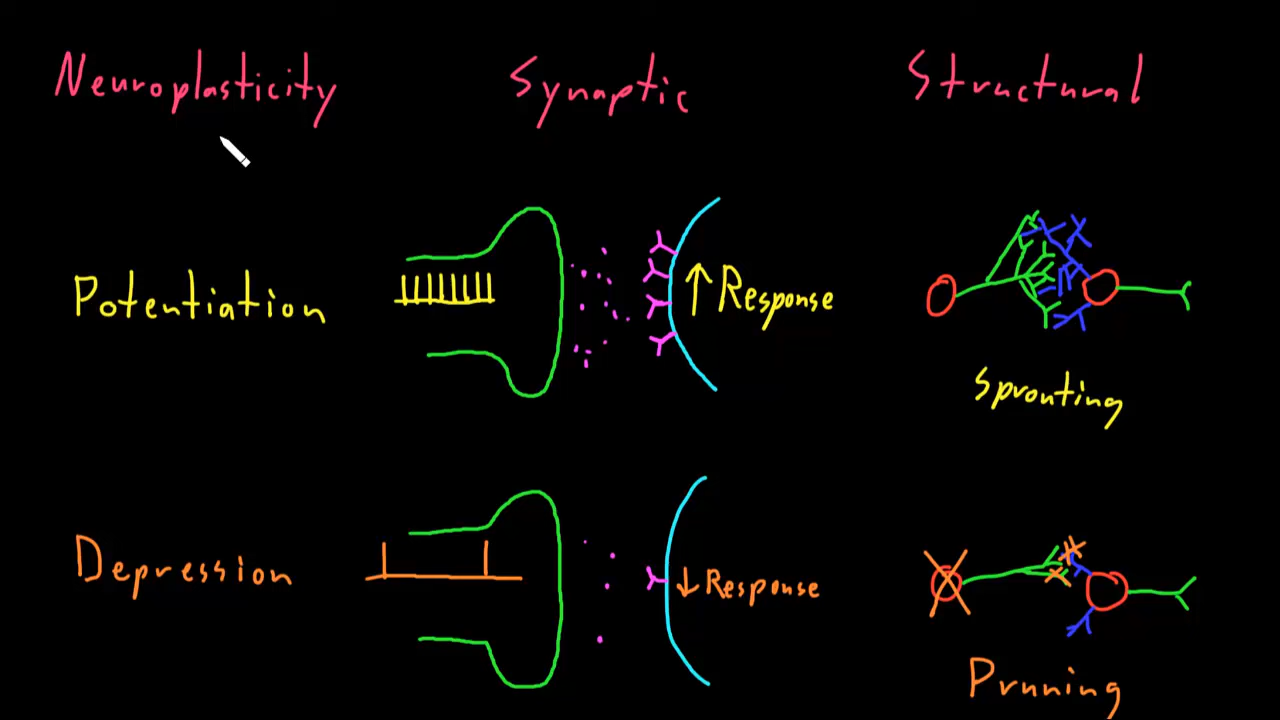 Neuroplasticity
Synaptic
Structural
Potentiation
↑ Response
Sprouting
Depression
↓ Response
Pruning